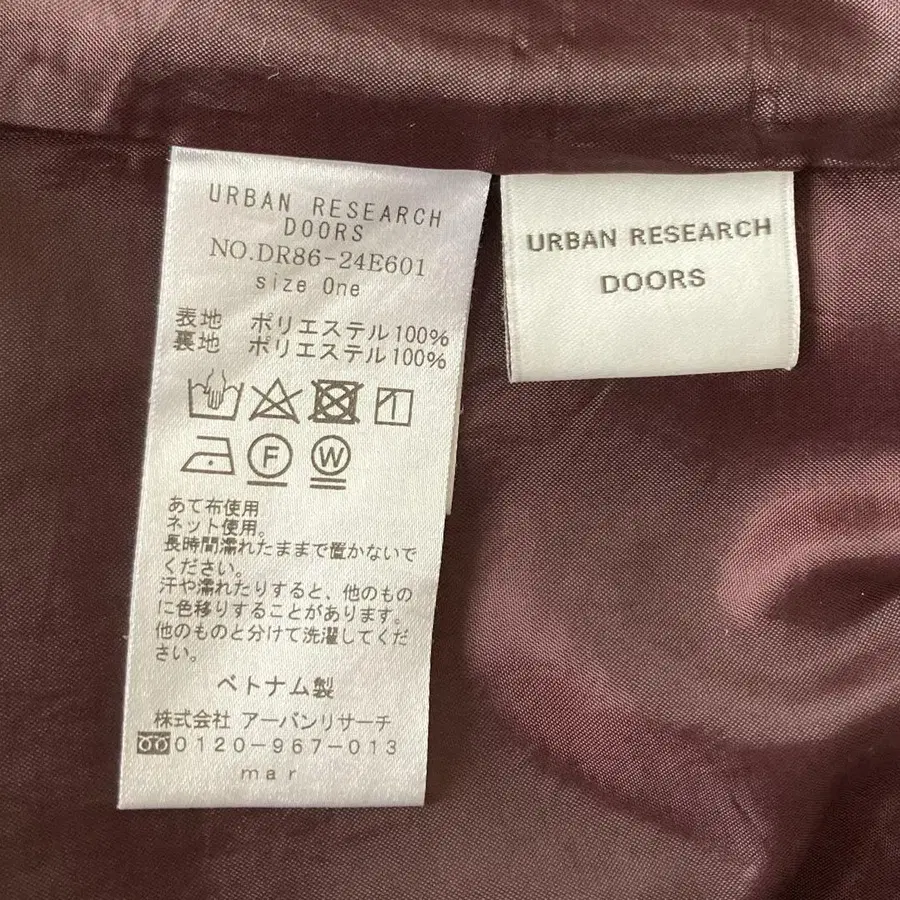 URBAN RESEARCH
DOORS
NO.DR86-24E601
size One
表地 ポリエステル100%
裏地 ポリエステル100%
F W
あて布使用
ネット使用。
長時間濡れたままで置かないで
ください。
汗や濡れたりすると、他のもの
に色移りすることがあります。
他のものと分けて洗濯してくだ
さい。
ベトナム製
株式会社 アーバンリサーチ
0120-967-013
mar
URBAN RESEARCH
DOORS